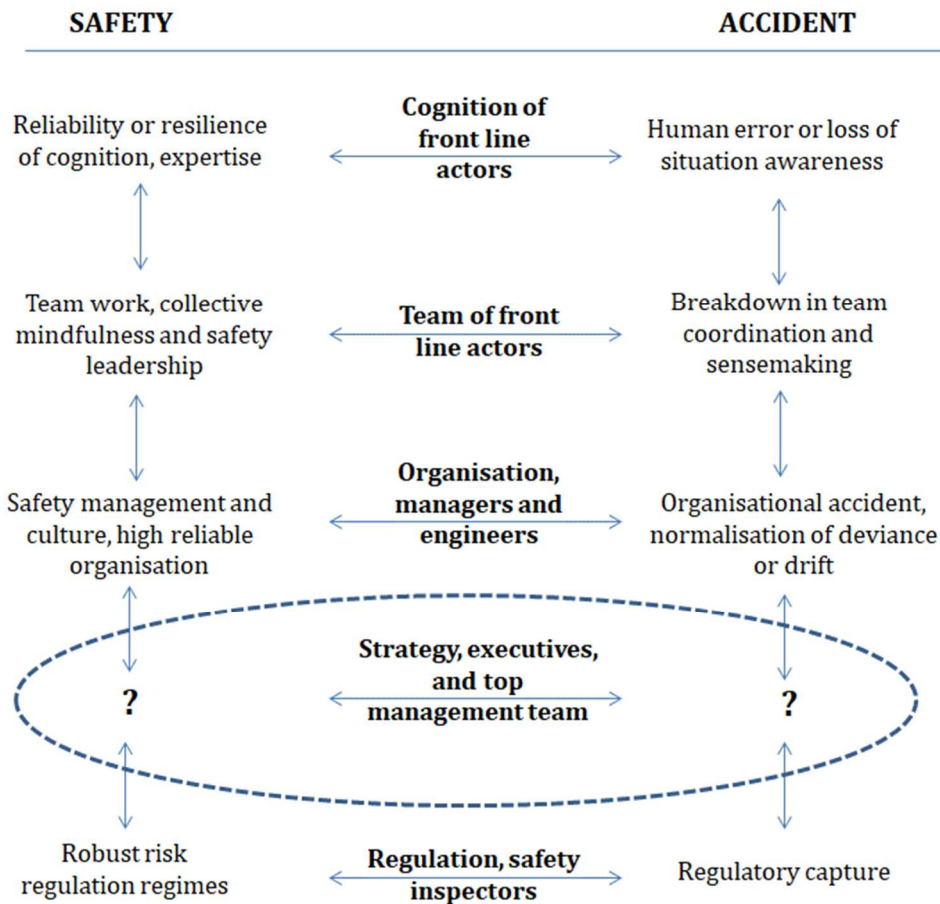 SAFETY
ACCIDENT
Reliability or resilience
of cognition, expertise
Cognition of
front line
actors
Human error or loss of
situation awareness
Team work, collective
mindfulness and safety
leadership
Team of front
line actors
Breakdown in team
coordination and
sensemaking
Safety management and
culture, high reliable
organisation
Organisation,
managers and
engineers
Organisational accident,
normalisation of deviance
or drift
?
Strategy, executives,
and top
management team
?
Robust risk
regulation regimes
Regulation, safety
inspectors
Regulatory capture